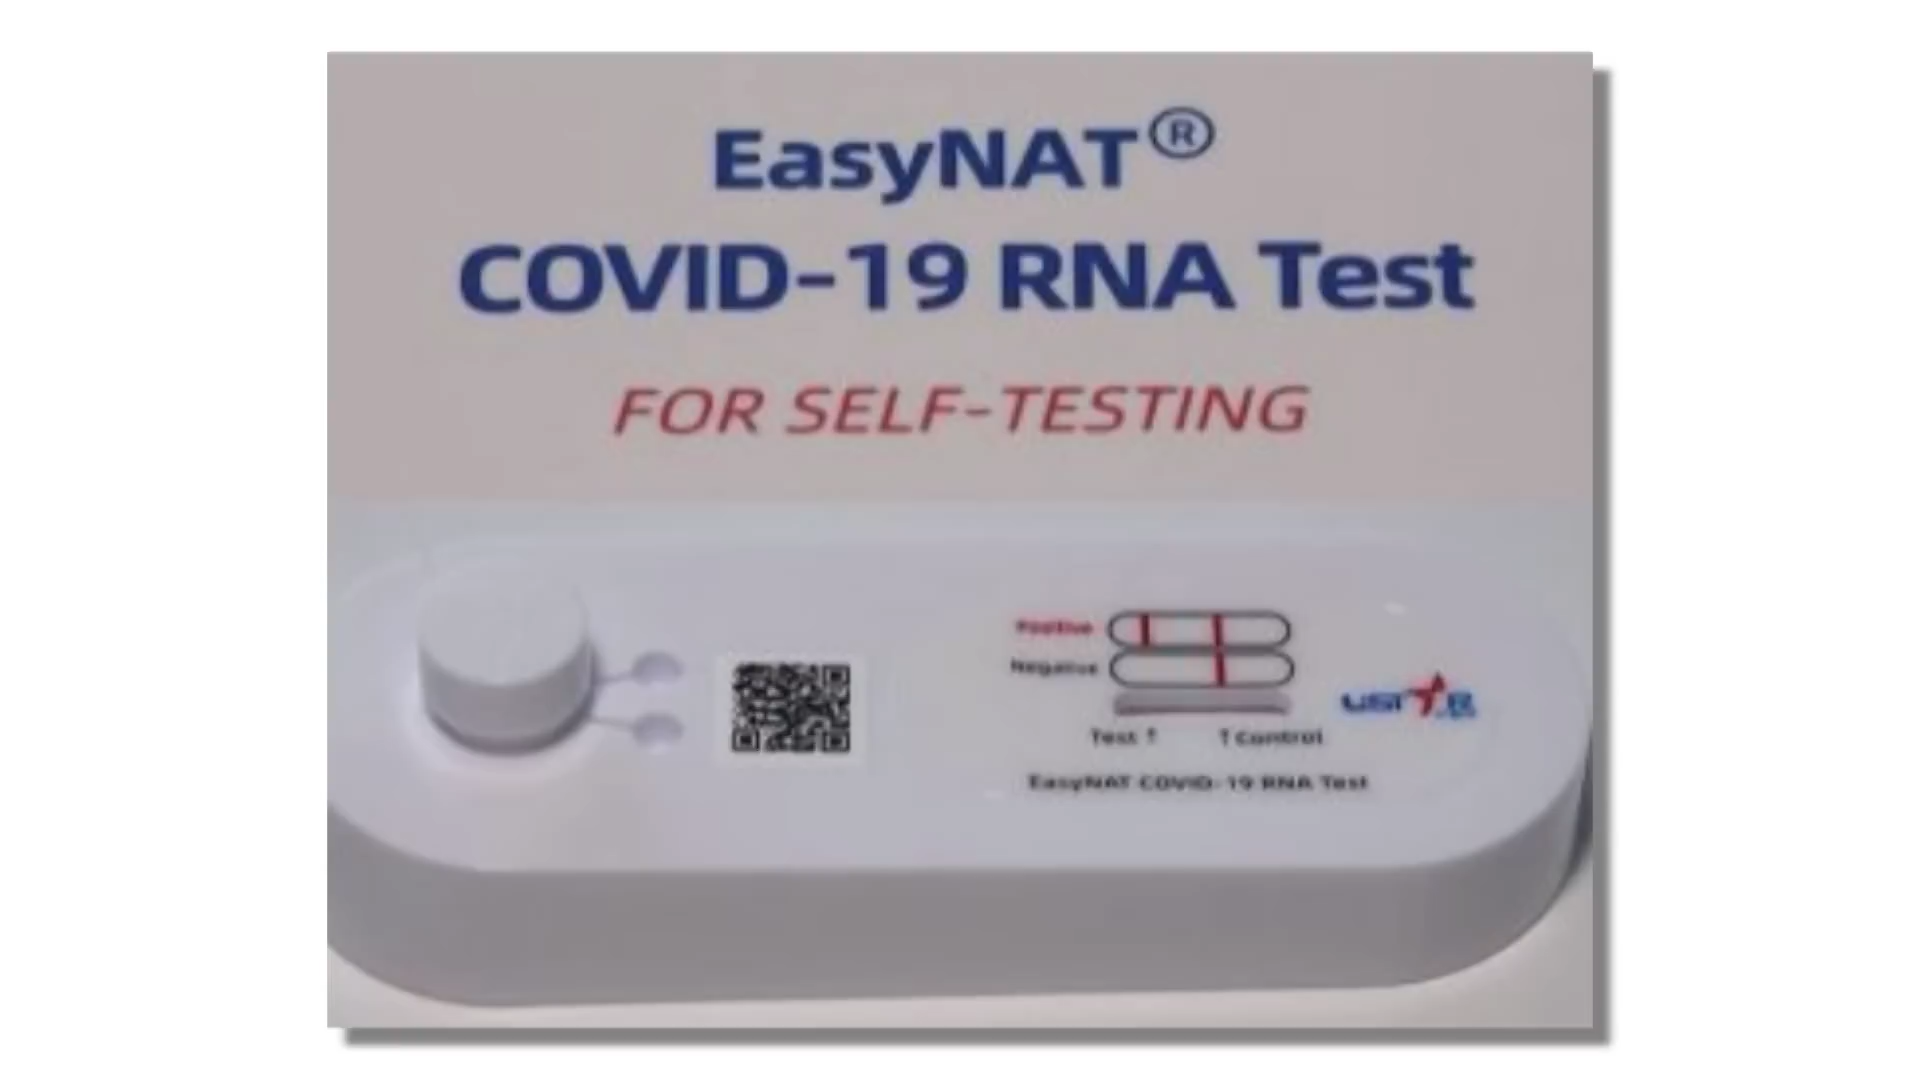 EasyNAT®
COVID-19 RNA Test
FOR SELF-TESTING
Positive
Negative
Test ↑ ↑ Control
EasyNAT COVID-19 RNA Test